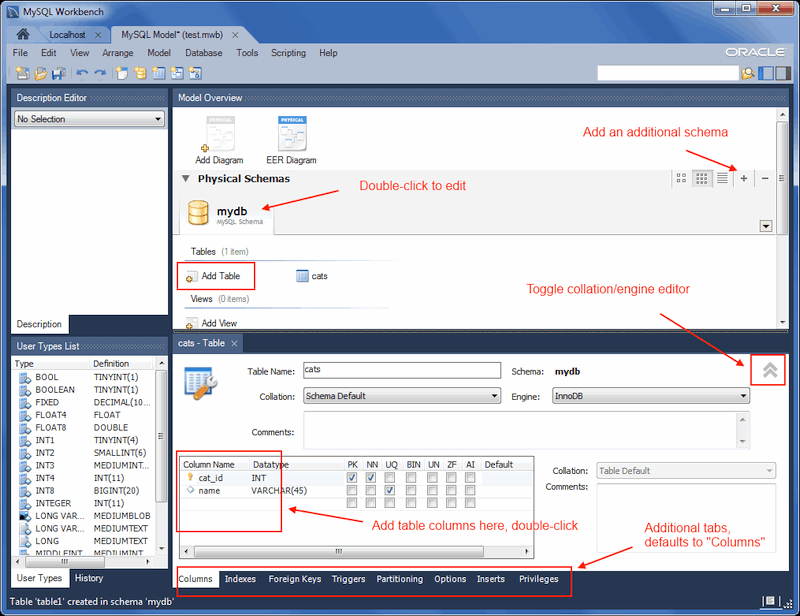 MySQL Workbench
Localhost
MySQL Model* (test.mwb)
File Edit View Arrange Model Database Tools Scripting Help
ORACLE
Description Editor
No Selection
Description
Model Overview
PHYSICAL
Add Diagram
PHYSICAL
EER Diagram
Add an additional schema
Physical Schemas
Double-click to edit
mydb
MySQL Schema
Tables (1 item)
Add Table
cats
Views (0 items)
Add View
Toggle collation/engine editor
User Types List
Type Definition
BOOL TINYINT(1)
BOOLEAN TINYINT(1)
FIXED DECIMAL(10...
FLOAT4 FLOAT
FLOAT8 DOUBLE
INT1 TINYINT(4)
INT2 SMALLINT(6)
INT3 MEDIUMINT...
INT4 INT(11)
INT8 BIGINT(20)
INTEGER INT(11)
LONG VAR... MEDIUMBLOB
LONG VAR... MEDIUMTEXT
LONG MEDIUMTEXT
MIDDLEINT MEDIUMINT
User Types History
cats - Table
Table Name: cats
Schema: mydb
Collation: Schema Default
Engine: InnoDB
Comments:
Column Name Datatype PK NN UQ BIN UN ZF AI Default
cat_id INT
name VARCHAR(45)
Collation: Table Default
Comments:
Add table columns here, double-click
Additional tabs,
defaults to "Columns"
Columns Indexes Foreign Keys Triggers Partitioning Options Inserts Privileges
Table 'table1' created in schema 'mydb'